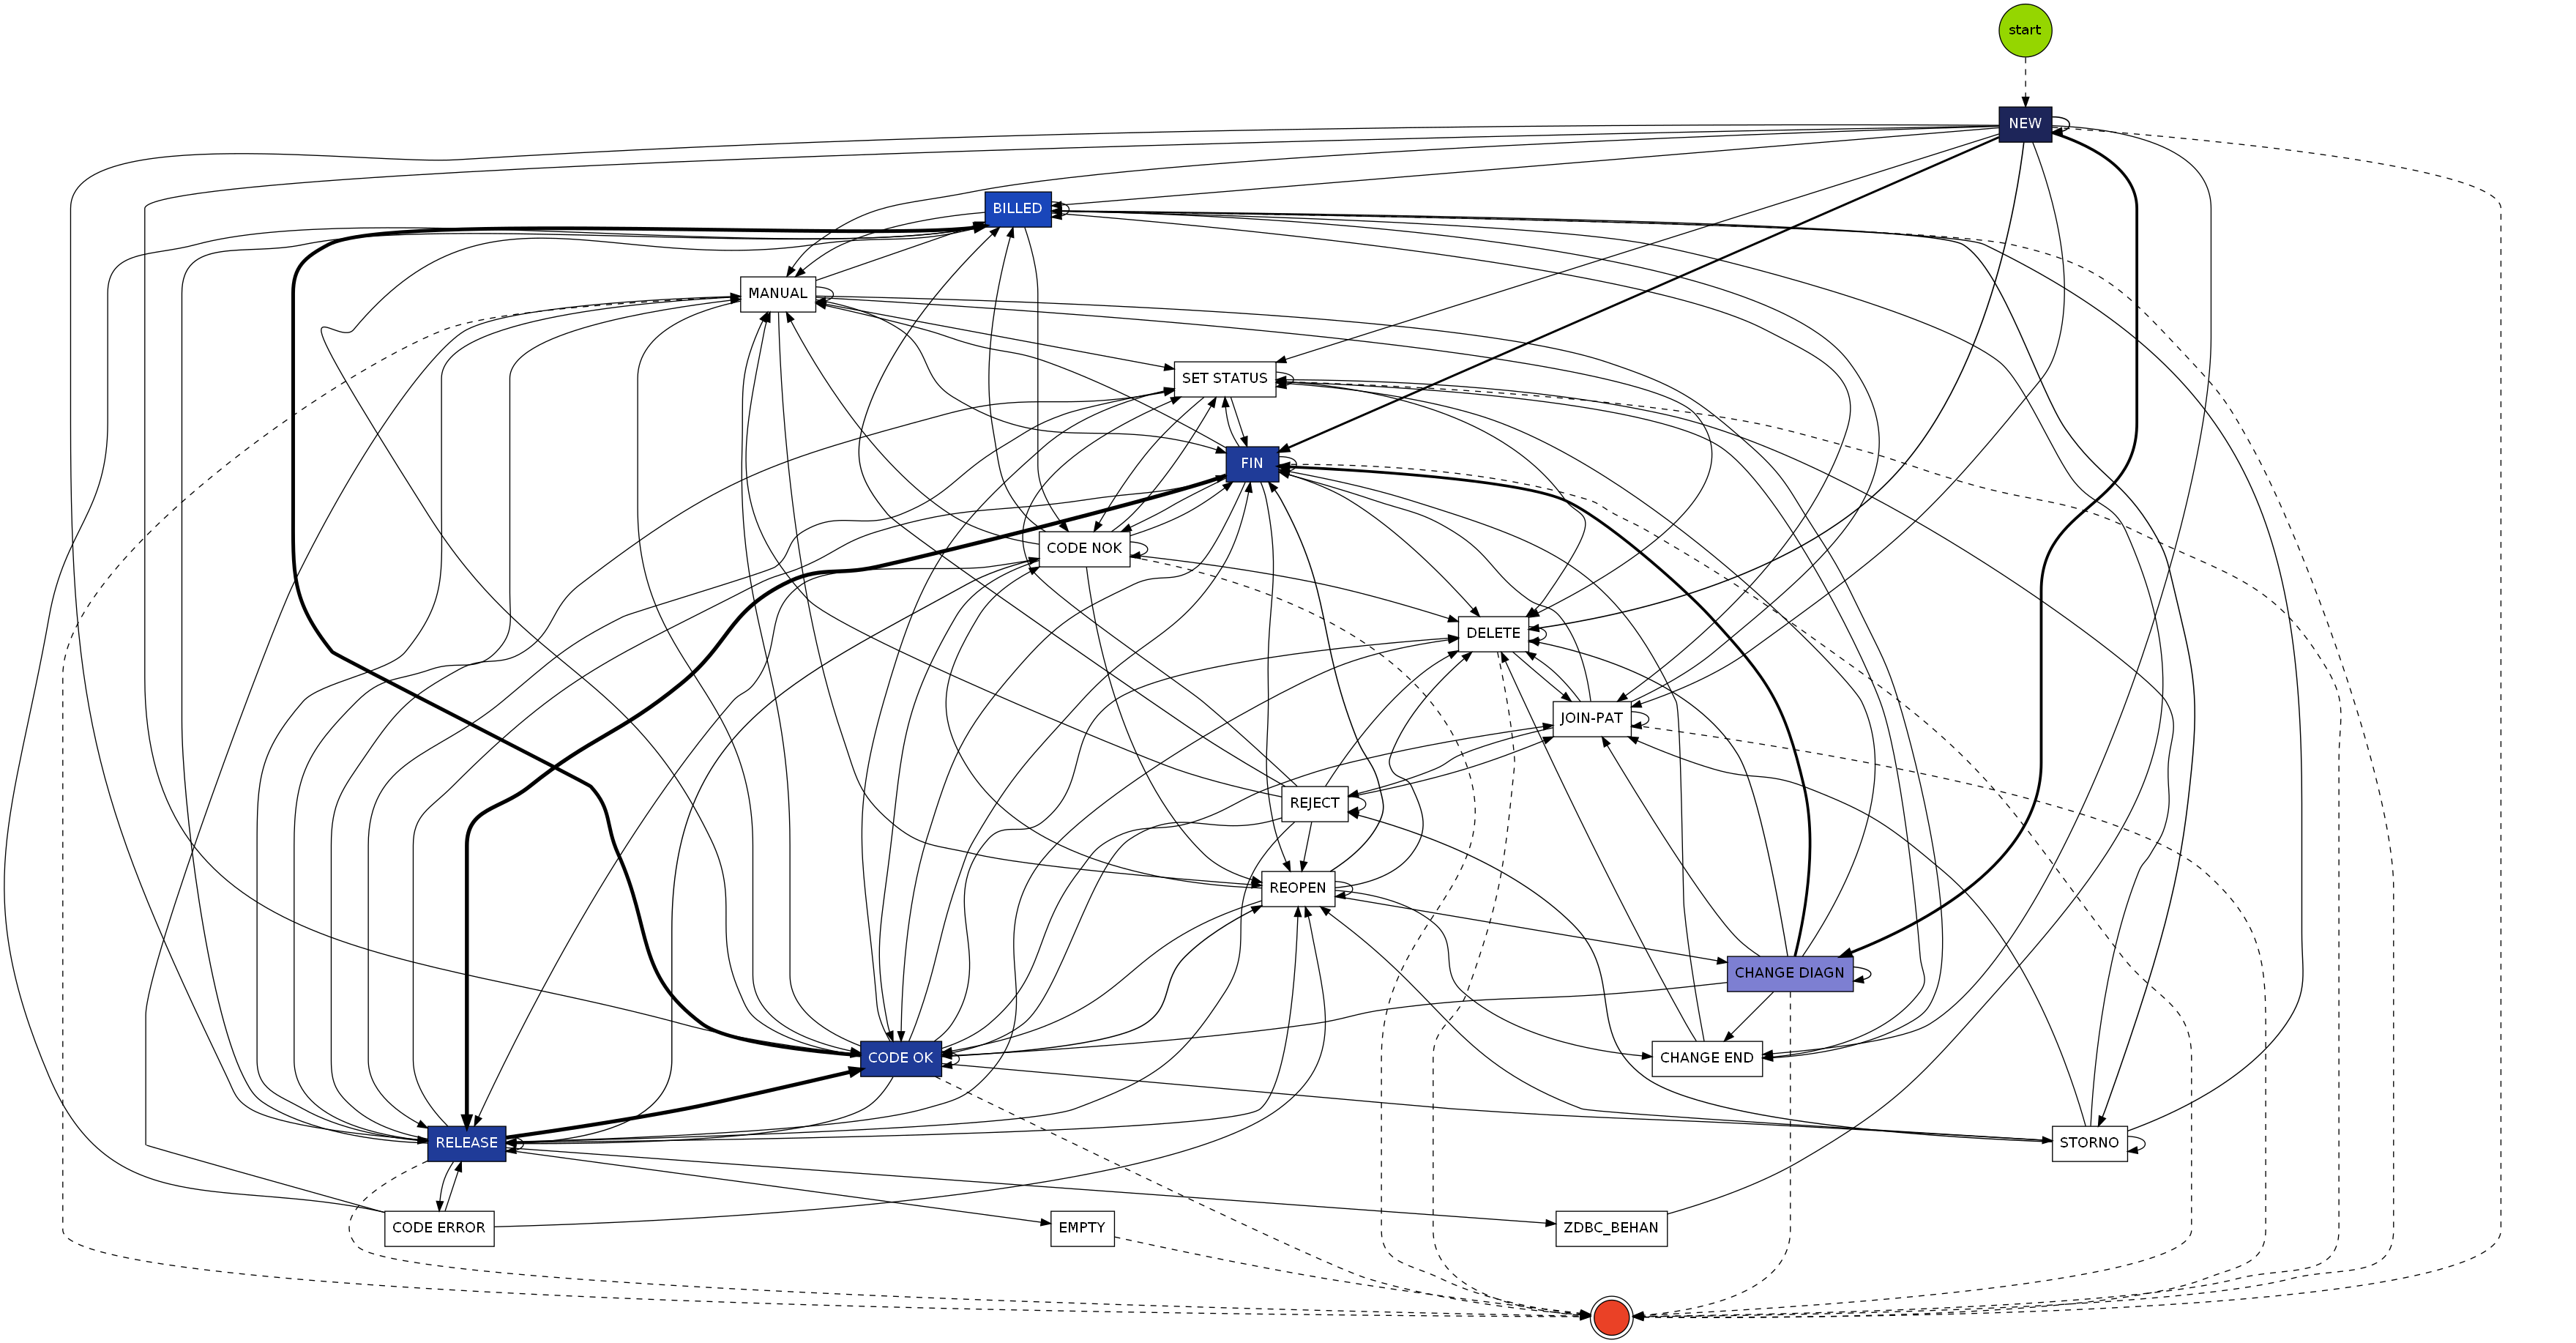 start
NEW
BILLED
MANUAL
SET STATUS
FIN
CODE NOK
DELETE
JOIN-PAT
REJECT
REOPEN
CHANGE DIAGN
CODE OK
CHANGE END
RELEASE
STORNO
CODE ERROR
EMPTY
ZDBC_BEHAN